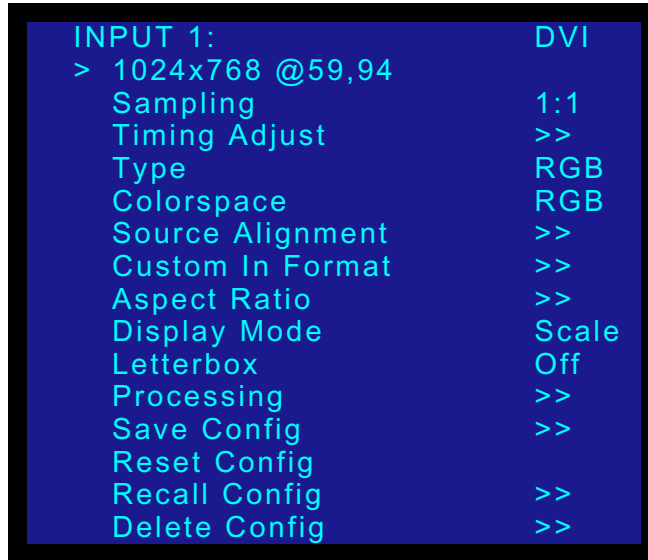 INPUT 1: DVI
> 1024x768 @59,94
Sampling 1:1
Timing Adjust >>
Type RGB
Colorspace RGB
Source Alignment >>
Custom In Format >>
Aspect Ratio >>
Display Mode Scale
Letterbox Off
Processing >>
Save Config >>
Reset Config
Recall Config >>
Delete Config >>